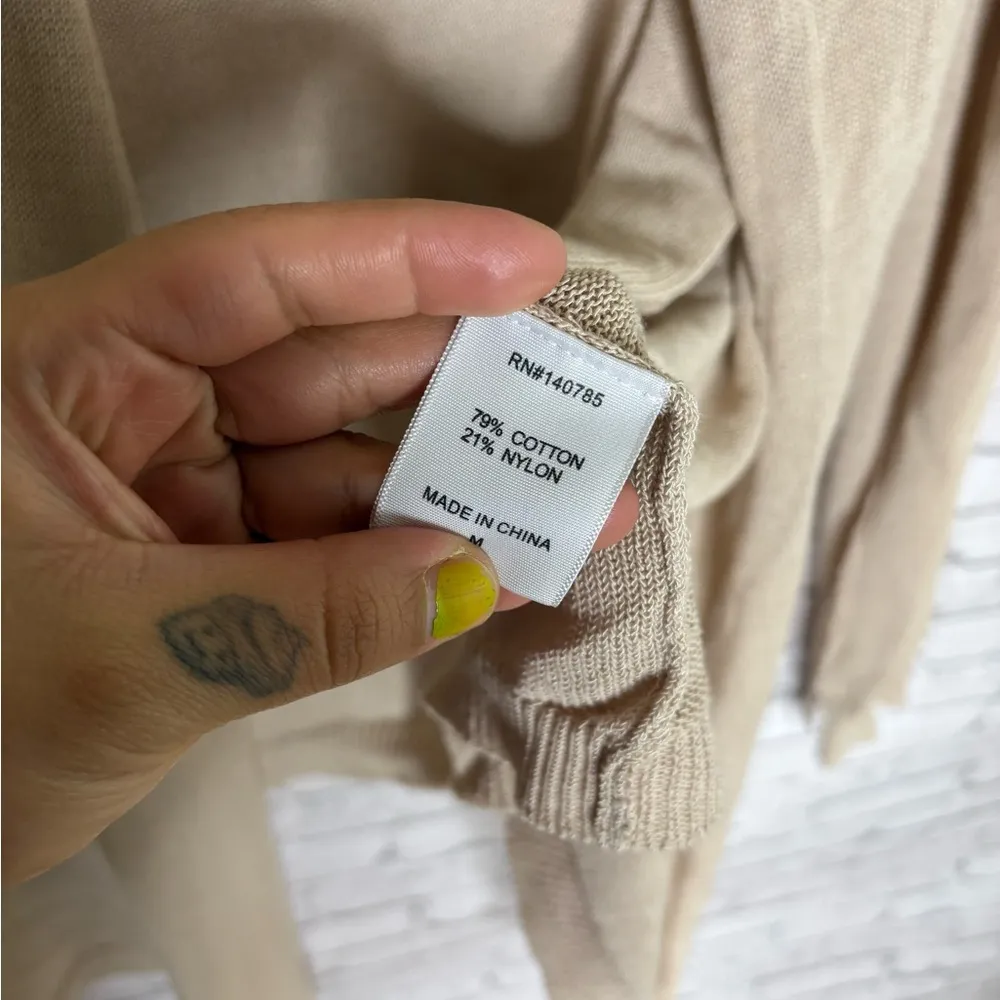 RN#140785
79% COTTON
21% NYLON
MADE IN CHINA
M